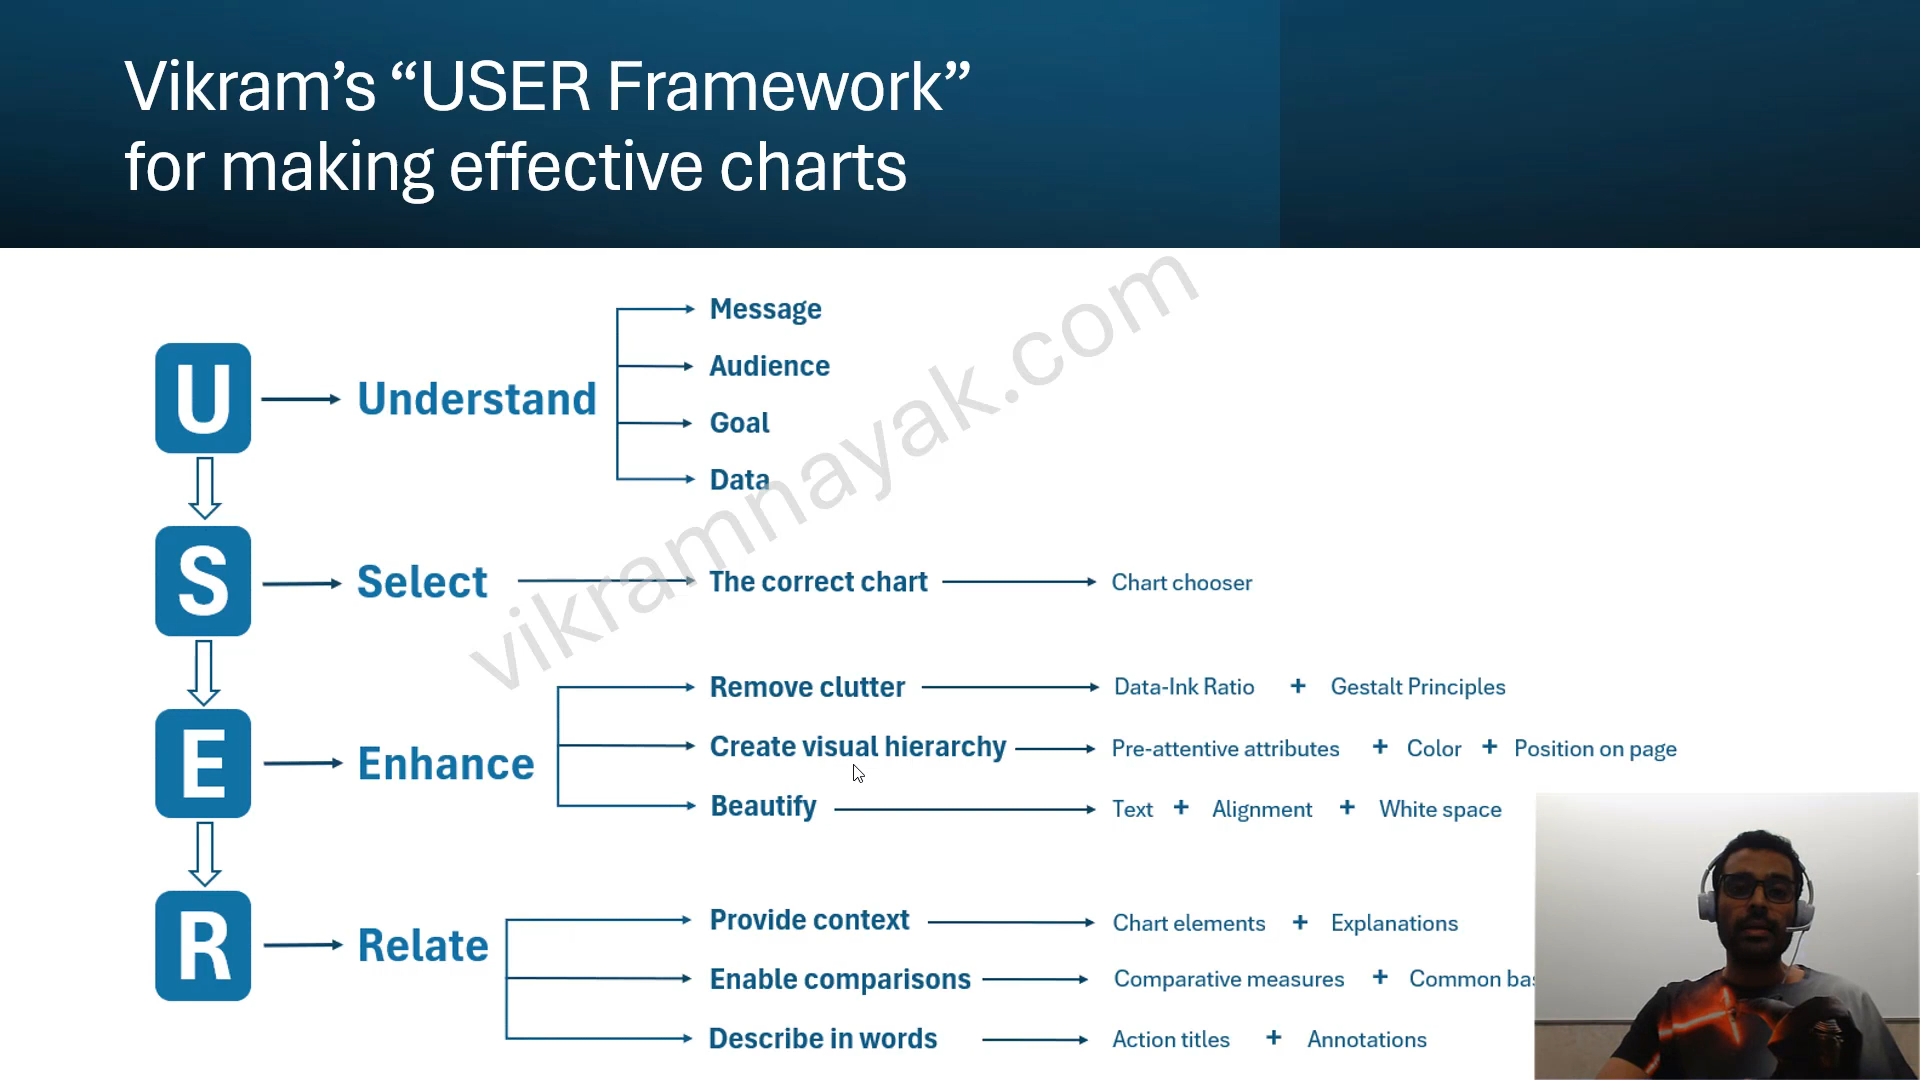 Vikram’s “USER Framework”
for making effective charts
vikramnayak.com
U → Understand
Message
Audience
Goal
Data
S → Select
The correct chart → Chart chooser
E → Enhance
Remove clutter → Data-Ink Ratio + Gestalt Principles
Create visual hierarchy → Pre-attentive attributes + Color + Position on page
Beautify → Text + Alignment + White space
R → Relate
Provide context → Chart elements + Explanations
Enable comparisons → Comparative measures + Common
Describe in words → Action titles + Annotations